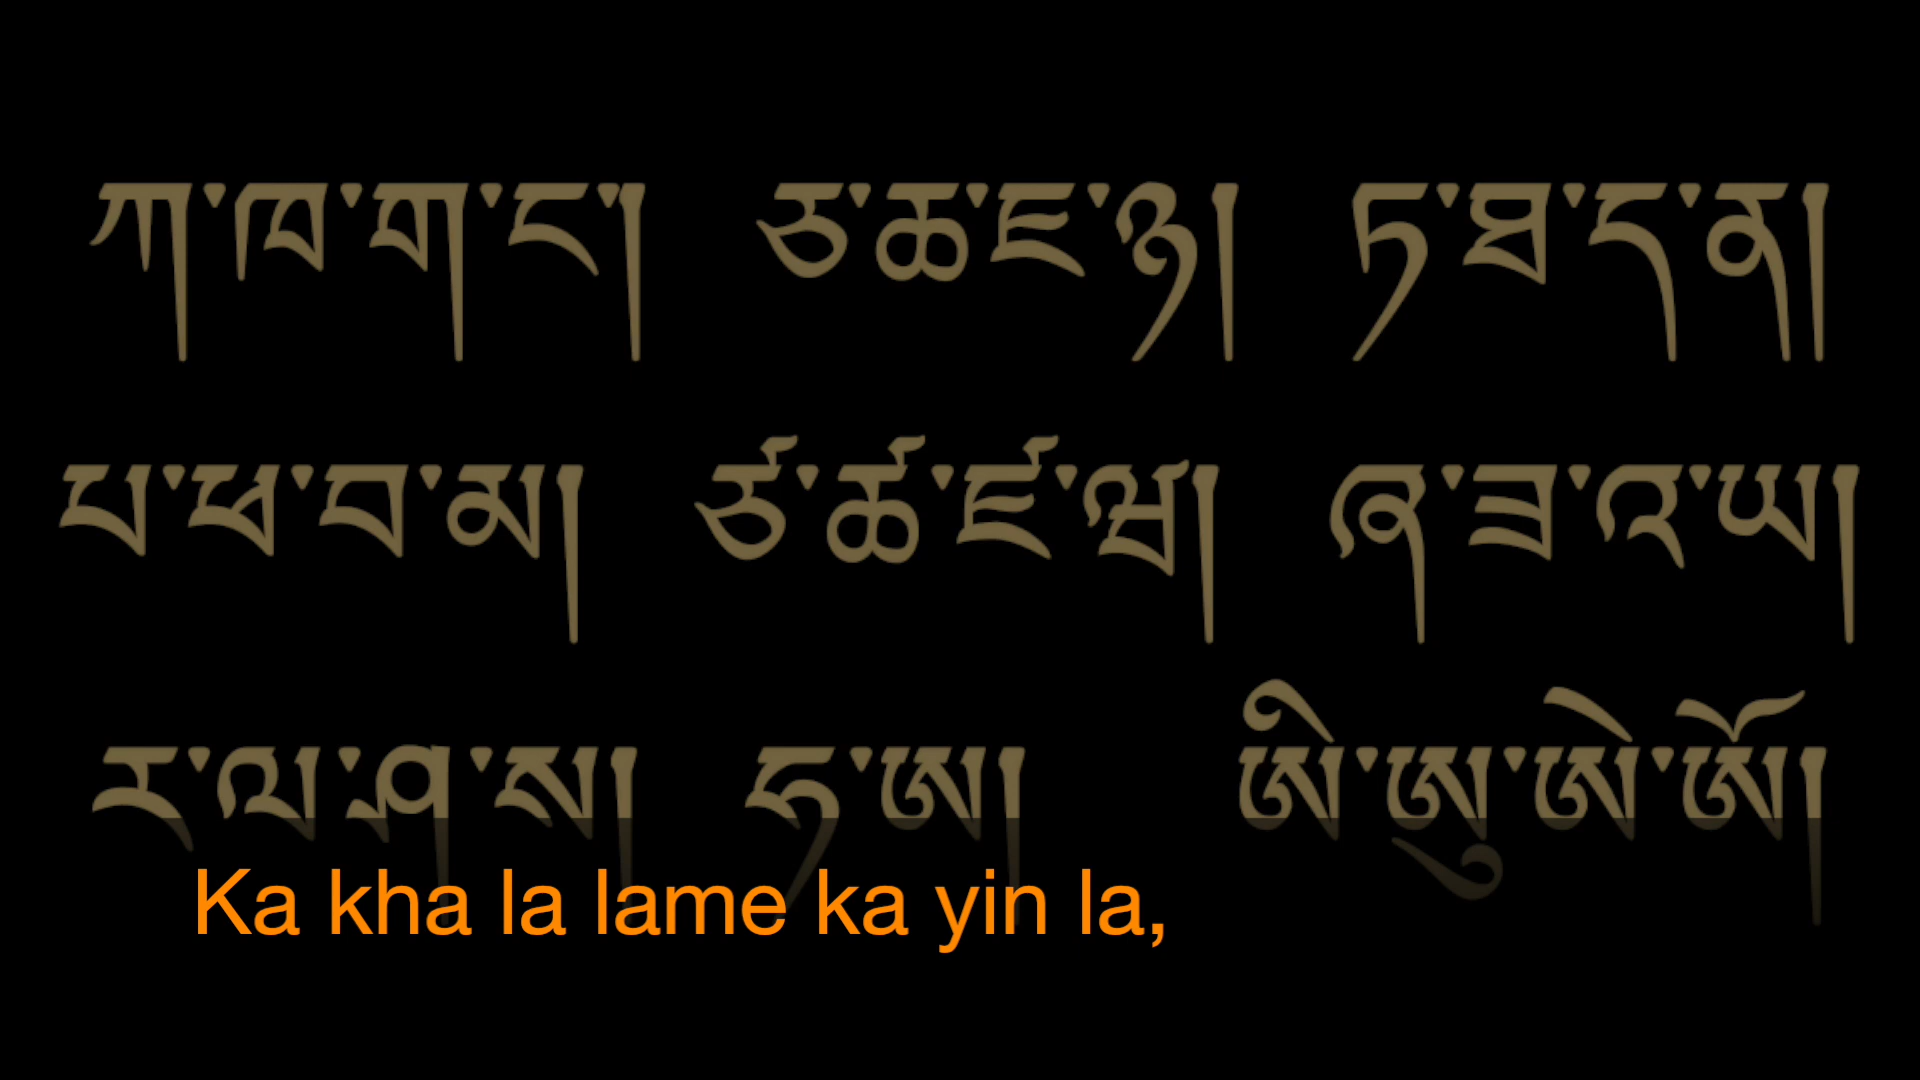 ཀ་ཁ་ག་ང་། ཅ་ཆ་ཇ་ཉ། ཏ་ཐ་ད་ན།
པ་ཕ་བ་མ། ཙ་ཚ་ཛ་ཝ། ཞ་ཟ་འ་ཡ།
ར་ལ་ཤ་ས། ཧ་ཨ། ཨི་ཨུ་ཨེ་ཨོ།
Ka kha la lame ka yin la,